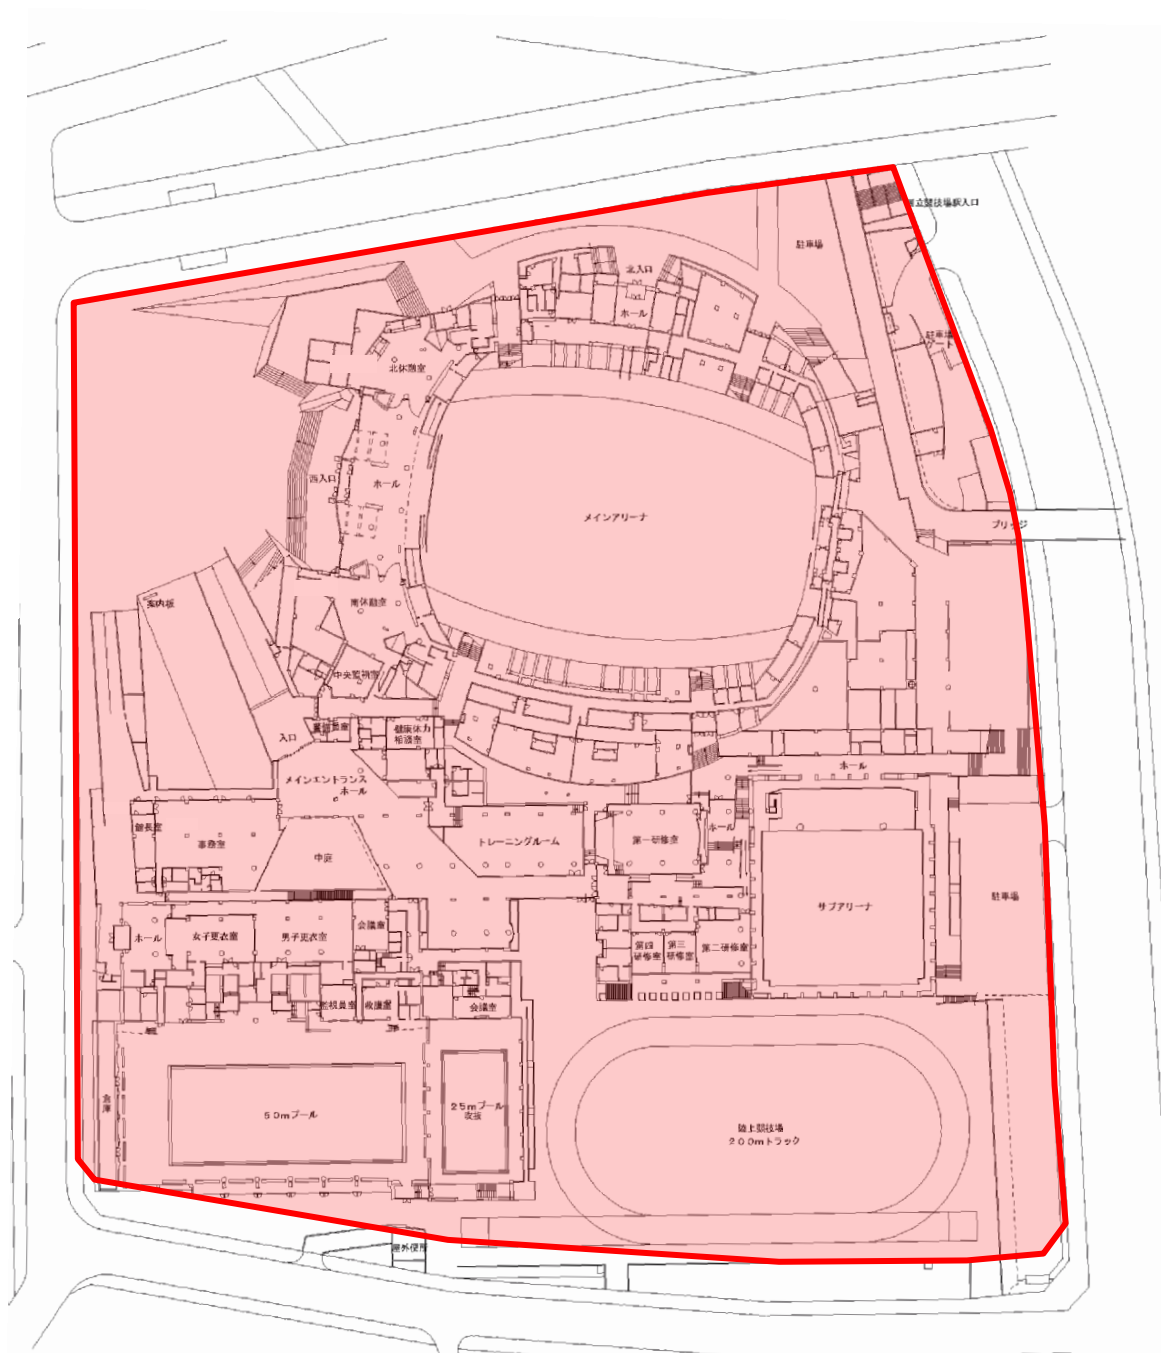 国立競技場駅入口
駐車場
北入口
ホール
駐車場
ゲート
北休憩室
西入口
ホール
メインアリーナ
ブリッジ
案内板
南休憩室
中央監視室
入口
健康体力
相談室
メインエントランス
ホール
ホール
館長室
事務室
中庭
トレーニングルーム
第一研修室
ホール
サブアリーナ
駐車場
ホール
女子更衣室
男子更衣室
会議室
第四
研修室
第三
研修室
第二研修室
監視員室
救護室
会議室
倉庫
50mプール
25mプール
陸上競技場
200mトラック
屋外便所